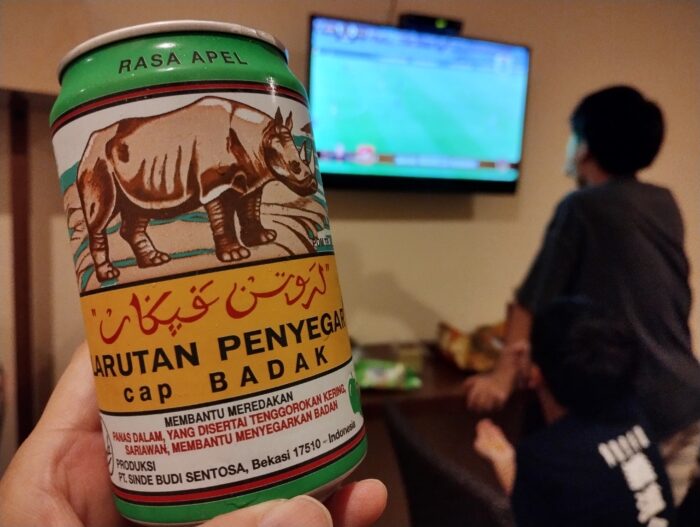 RASA APEL
"لاروتن ڤڽݢر"
LARUTAN PENYEGAR
cap BADAK
MEMBANTU MEREDAKAN
PANAS DALAM, YANG DISERTAI TENGGOROKAN KERING,
SARIAWAN, MEMBANTU MENYEGARKAN BADAN
PRODUKSI
PT. SINDE BUDI SENTOSA, Bekasi 17510 - Indonesia